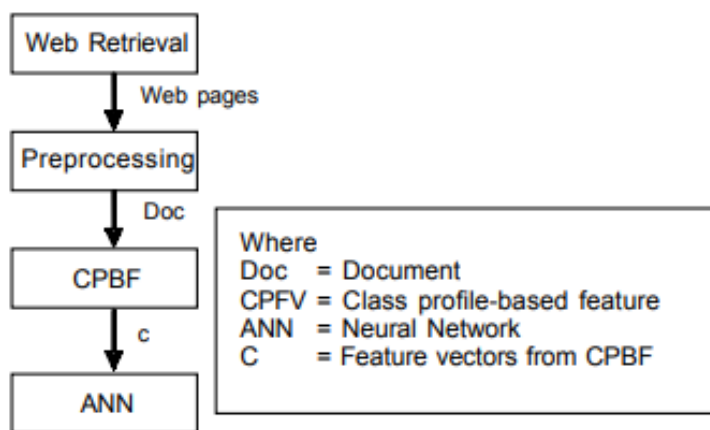 Web Retrieval
Web pages
Preprocessing
Doc
CPBF
c
ANN
Where
Doc = Document
CPFV = Class profile-based feature
ANN = Neural Network
C = Feature vectors from CPBF